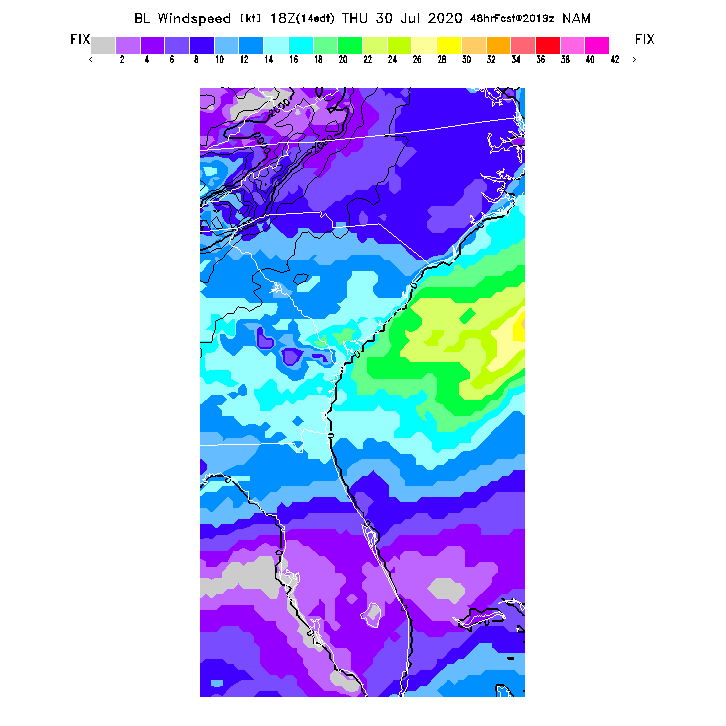 BL Windspeed [kt] 18Z(14edt) THU 30 Jul 2020 48hrFcst@2019z NAM
FIX FIX
< 2 4 6 8 10 12 14 16 18 20 22 24 26 28 30 32 34 36 38 40 42 >
2000